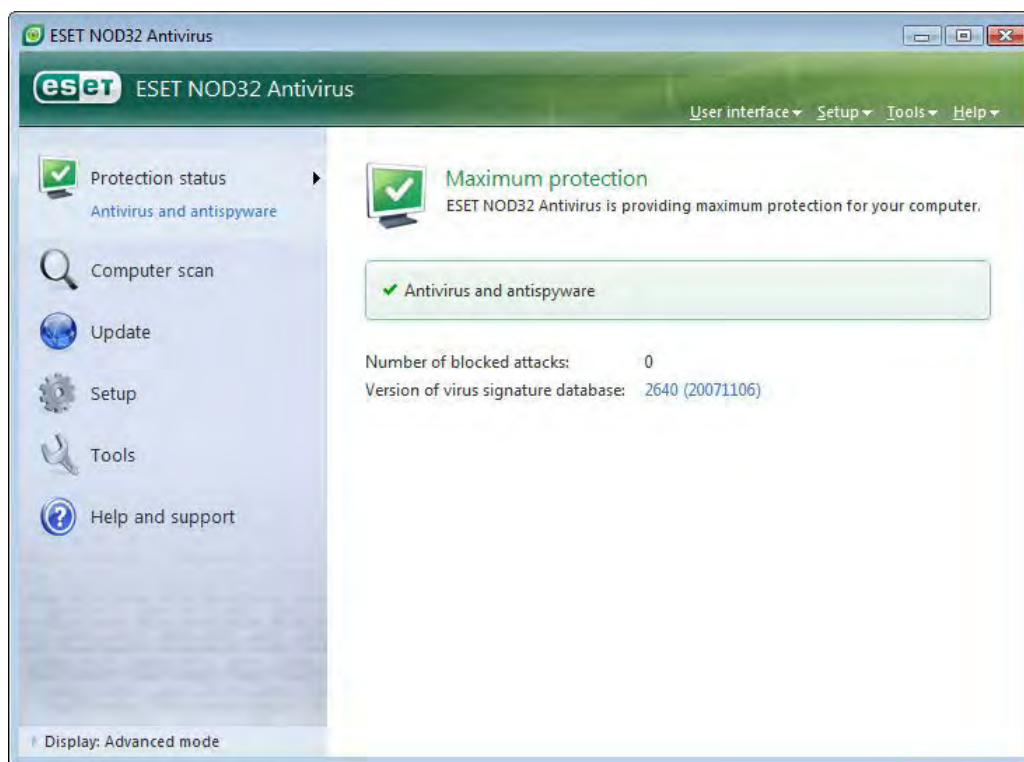 ESET NOD32 Antivirus
eset ESET NOD32 Antivirus
User interface Setup Tools Help
Protection status
Antivirus and antispyware
Computer scan
Update
Setup
Tools
Help and support
Display: Advanced mode
Maximum protection
ESET NOD32 Antivirus is providing maximum protection for your computer.
Antivirus and antispyware
Number of blocked attacks: 0
Version of virus signature database: 2640 (20071106)